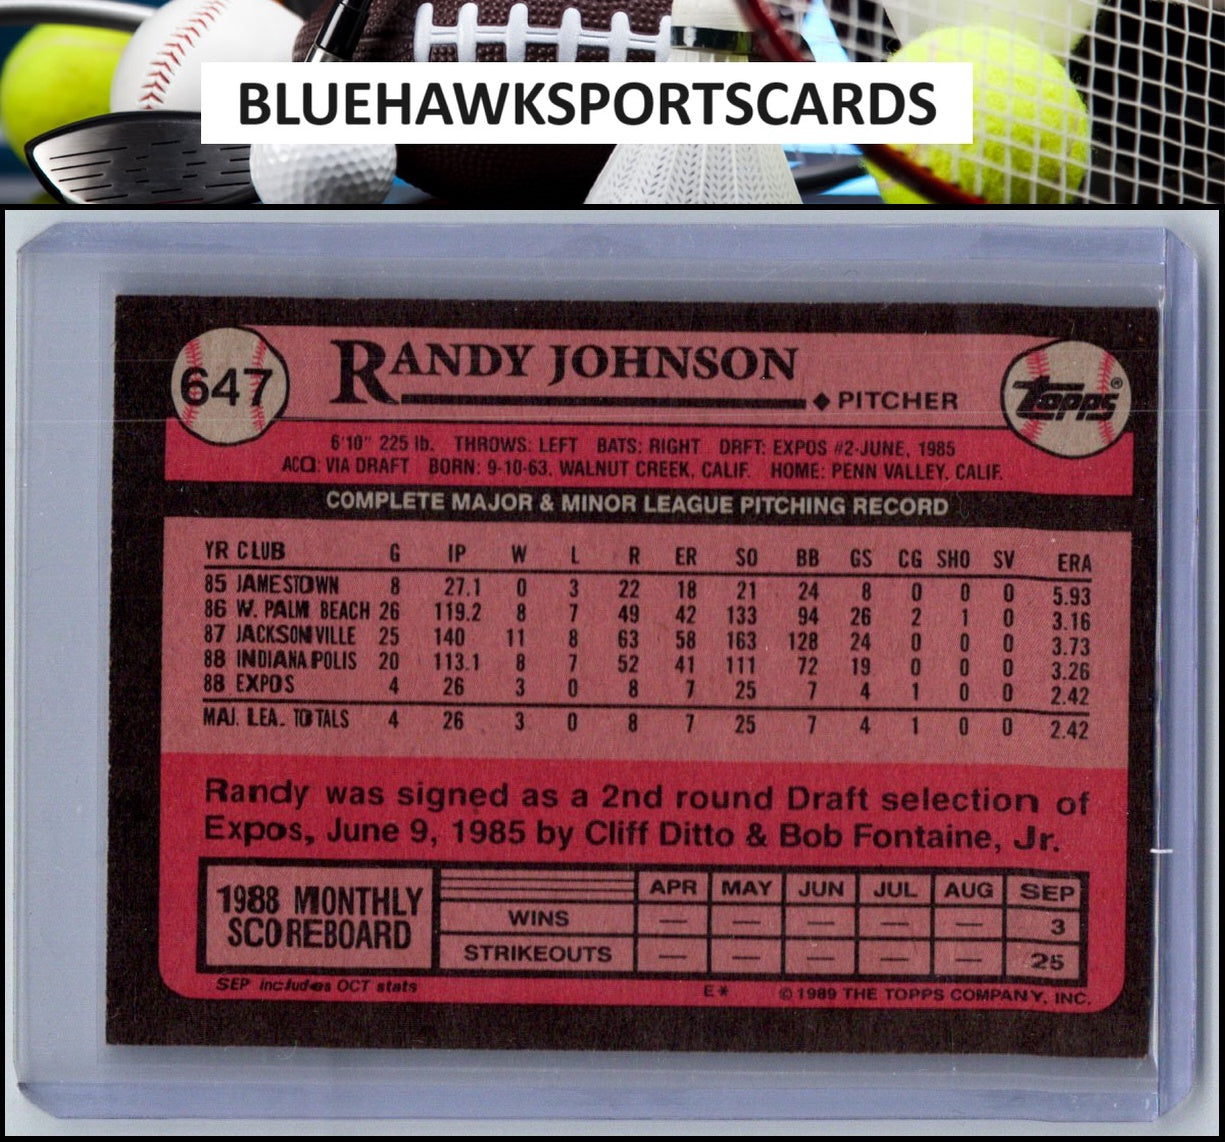 BLUEHAWKSPORTSCARDS
647 RANDY JOHNSON
◆ PITCHER Topps®
6'10" 225 lb. THROWS: LEFT BATS: RIGHT DRFT: EXPOS #2-JUNE, 1985
ACQ: VIA DRAFT BORN: 9-10-63, WALNUT CREEK, CALIF. HOME: PENN VALLEY, CALIF.
COMPLETE MAJOR & MINOR LEAGUE PITCHING RECORD
YR CLUB G IP W L R ER SO BB GS CG SHO SV ERA
85 JAMESTOWN 8 27.1 0 3 22 18 21 24 8 0 0 0 5.93
86 W. PALM BEACH 26 119.2 8 7 49 42 133 94 26 2 1 0 3.16
87 JACKSONVILLE 25 140 11 8 63 58 163 128 24 0 0 0 3.73
88 INDIANAPOLIS 20 113.1 8 7 52 41 111 72 19 0 0 0 3.26
88 EXPOS 4 26 3 0 8 7 25 7 4 1 0 0 2.42
MAJ. LEA. TOTALS 4 26 3 0 8 7 25 7 4 1 0 0 2.42
Randy was signed as a 2nd round Draft selection of
Expos, June 9, 1985 by Cliff Ditto & Bob Fontaine, Jr.
1988 MONTHLY
SCOREBOARD
APR MAY JUN JUL AUG SEP
WINS — — — — — 3
STRIKEOUTS — — — — — 25
SEP includes OCT stats E* © 1989 THE TOPPS COMPANY, INC.